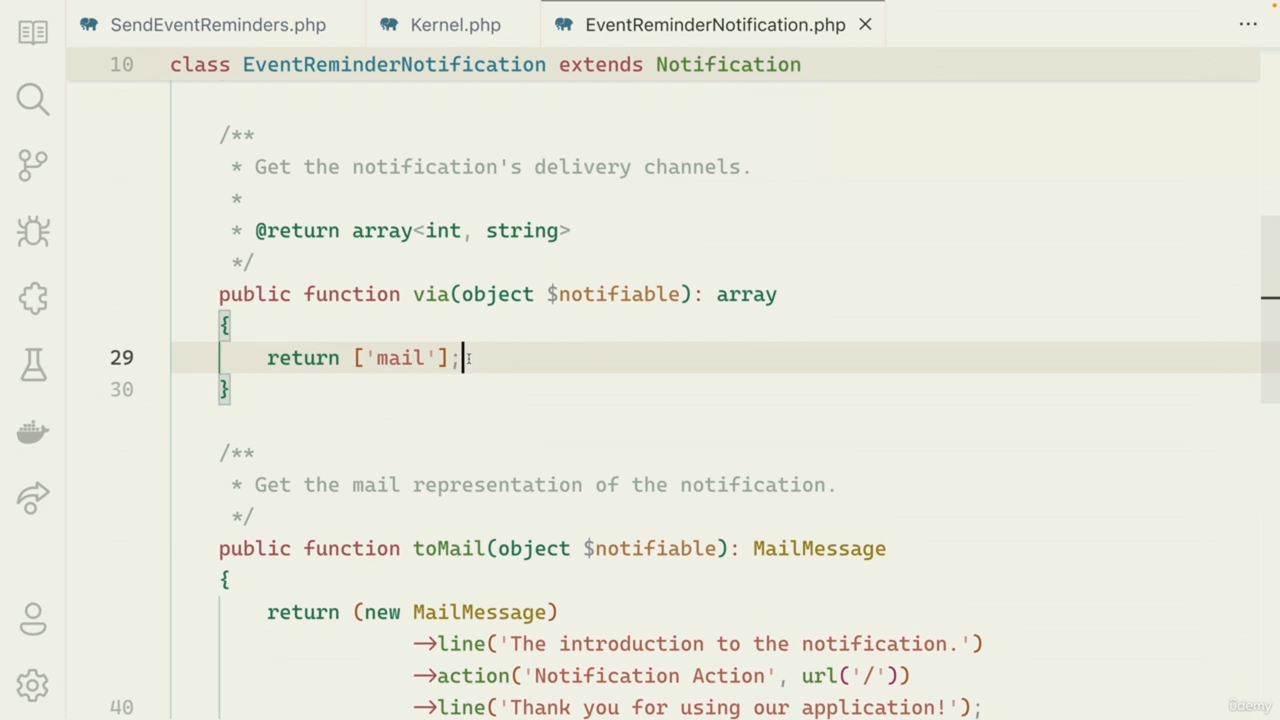 SendEventReminders.php
Kernel.php
EventReminderNotification.php
10 class EventReminderNotification extends Notification
/**
* Get the notification's delivery channels.
*
* @return array<int, string>
*/
public function via(object $notifiable): array
{
29 return ['mail'];
30 }
/**
* Get the mail representation of the notification.
*/
public function toMail(object $notifiable): MailMessage
{
return (new MailMessage)
->line('The introduction to the notification.')
->action('Notification Action', url('/'))
40 ->line('Thank you for using our application!');
ûdemy